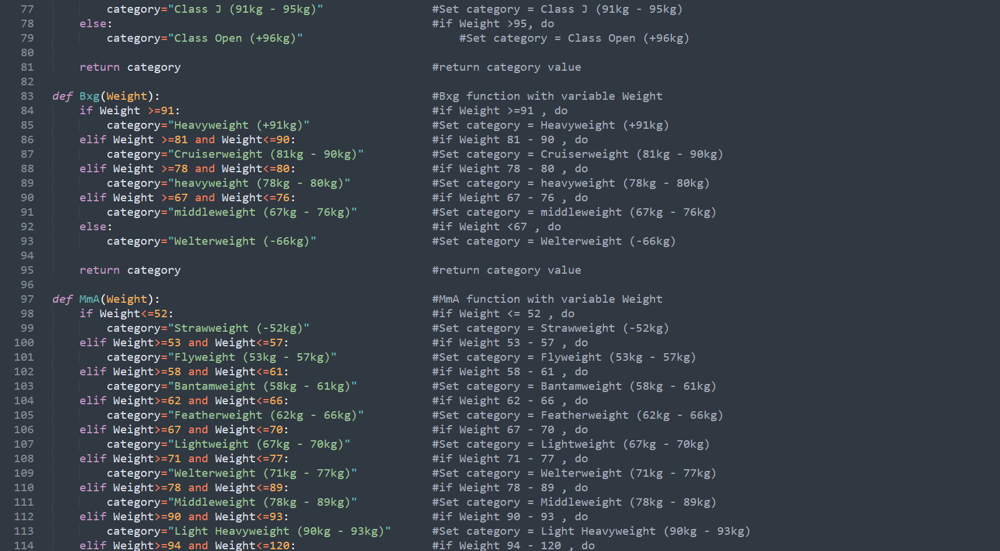 77 category="Class J (91kg - 95kg)" #Set category = Class J (91kg - 95kg)
78 else: #if Weight >95, do
79 category="Class Open (+96kg)" #Set category = Class Open (+96kg)
80
81 return category #return category value
82
83 def Bxg(Weight): #Bxg function with variable Weight
84 if Weight >=91: #if Weight >=91 , do
85 category="Heavyweight (+91kg)" #Set category = Heavyweight (+91kg)
86 elif Weight >=81 and Weight<=90: #if Weight 81 - 90 , do
87 category="Cruiserweight (81kg - 90kg)" #Set category = Cruiserweight (81kg - 90kg)
88 elif Weight >=78 and Weight<=80: #if Weight 78 - 80 , do
89 category="heavyweight (78kg - 80kg)" #Set category = heavyweight (78kg - 80kg)
90 elif Weight >=67 and Weight<=76: #if Weight 67 - 76 , do
91 category="middleweight (67kg - 76kg)" #Set category = middleweight (67kg - 76kg)
92 else: #if Weight <67 , do
93 category="Welterweight (-66kg)" #Set category = Welterweight (-66kg)
94
95 return category #return category value
96
97 def MmA(Weight): #MmA function with variable Weight
98 if Weight<=52: #if Weight <= 52 , do
99 category="Strawweight (-52kg)" #Set category = Strawweight (-52kg)
100 elif Weight>=53 and Weight<=57: #if Weight 53 - 57 , do
101 category="Flyweight (53kg - 57kg)" #Set category = Flyweight (53kg - 57kg)
102 elif Weight>=58 and Weight<=61: #if Weight 58 - 61 , do
103 category="Bantamweight (58kg - 61kg)" #Set category = Bantamweight (58kg - 61kg)
104 elif Weight>=62 and Weight<=66: #if Weight 62 - 66 , do
105 category="Featherweight (62kg - 66kg)" #Set category = Featherweight (62kg - 66kg)
106 elif Weight>=67 and Weight<=70: #if Weight 67 - 70 , do
107 category="Lightweight (67kg - 70kg)" #Set category = Lightweight (67kg - 70kg)
108 elif Weight>=71 and Weight<=77: #if Weight 71 - 77 , do
109 category="Welterweight (71kg - 77kg)" #Set category = Welterweight (71kg - 77kg)
110 elif Weight>=78 and Weight<=89: #if Weight 78 - 89 , do
111 category="Middleweight (78kg - 89kg)" #Set category = Middleweight (78kg - 89kg)
112 elif Weight>=90 and Weight<=93: #if Weight 90 - 93 , do
113 category="Light Heavyweight (90kg - 93kg)" #Set category = Light Heavyweight (90kg - 93kg)
114 elif Weight>=94 and Weight<=120: #if Weight 94 - 120 , do